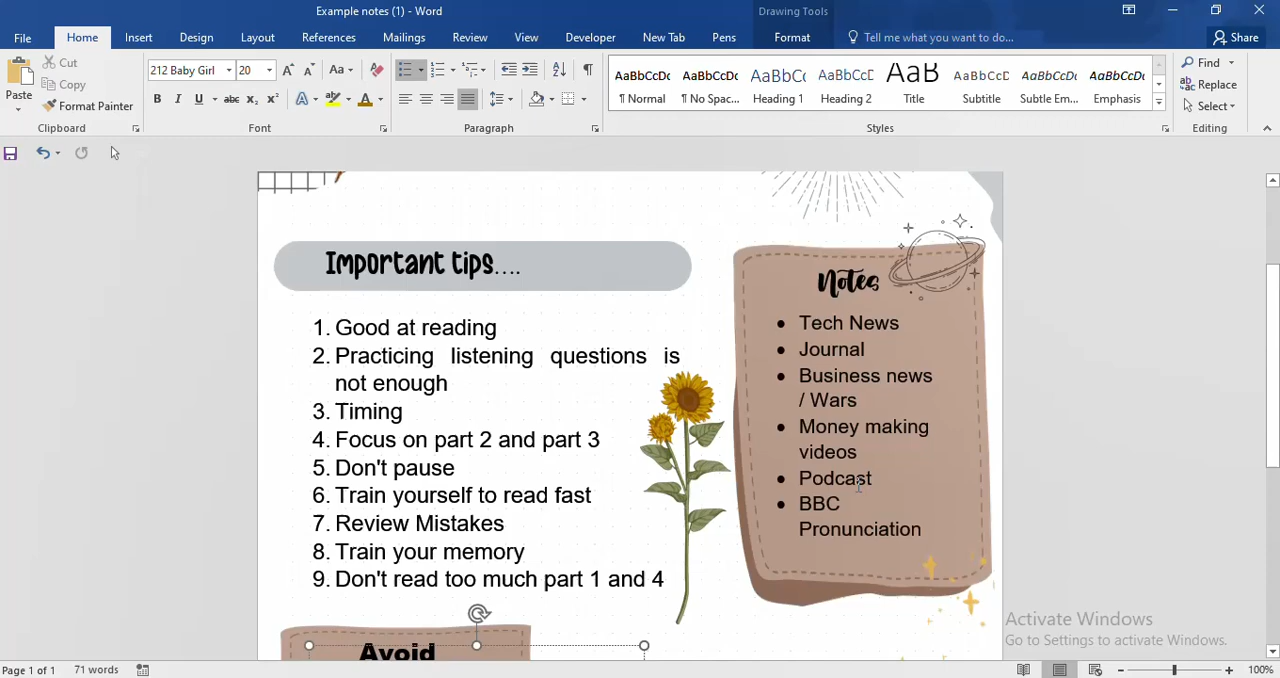 Example notes (1) - Word
Drawing Tools
File
Home
Insert
Design
Layout
References
Mailings
Review
View
Developer
New Tab
Pens
Format
Tell me what you want to do...
Share
Paste
Cut
Copy
Format Painter
Clipboard
212 Baby Girl
20
Aa
B I U abc X₂ X²
Font
Paragraph
AaBbCcDc
¶ Normal
AaBbCcDc
¶ No Spac...
AaBbCc
Heading 1
AaBbCcDc
Heading 2
AaB
Title
AaBbCcDc
Subtitle
AaBbCcDc
Subtle Em...
AaBbCcDc
Emphasis
Styles
Find
Replace
Select
Editing
Important tips....
1. Good at reading
2. Practicing listening questions is
not enough
3. Timing
4. Focus on part 2 and part 3
5. Don't pause
6. Train yourself to read fast
7. Review Mistakes
8. Train your memory
9. Don't read too much part 1 and 4
Notes
• Tech News
• Journal
• Business news
/ Wars
• Money making
videos
• Podcast
• BBC
Pronunciation
Avoid
Activate Windows
Go to Settings to activate Windows.
Page 1 of 1
71 words
100%